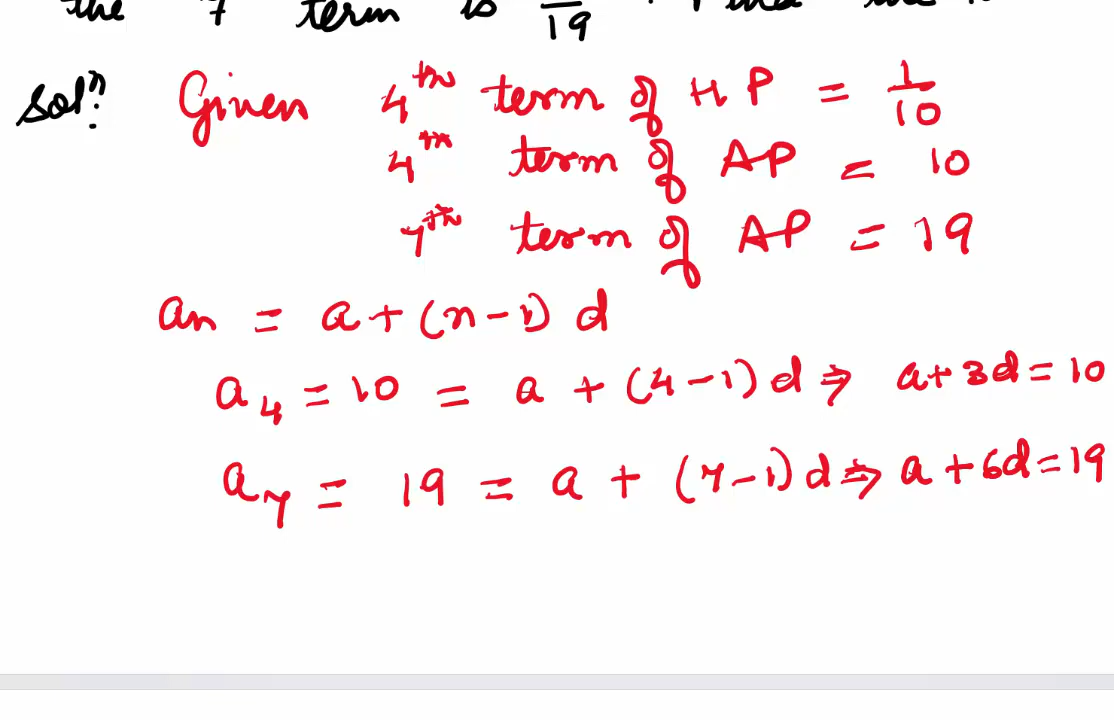 the 7 term is 1/19
Solⁿ: Given 4th term of HP = 1/10
4th term of AP = 10
7th term of AP = 19
an = a + (n-1) d
a4 = 10 = a + (4-1) d ⇒ a+3d = 10
a7 = 19 = a + (7-1) d ⇒ a + 6d = 19